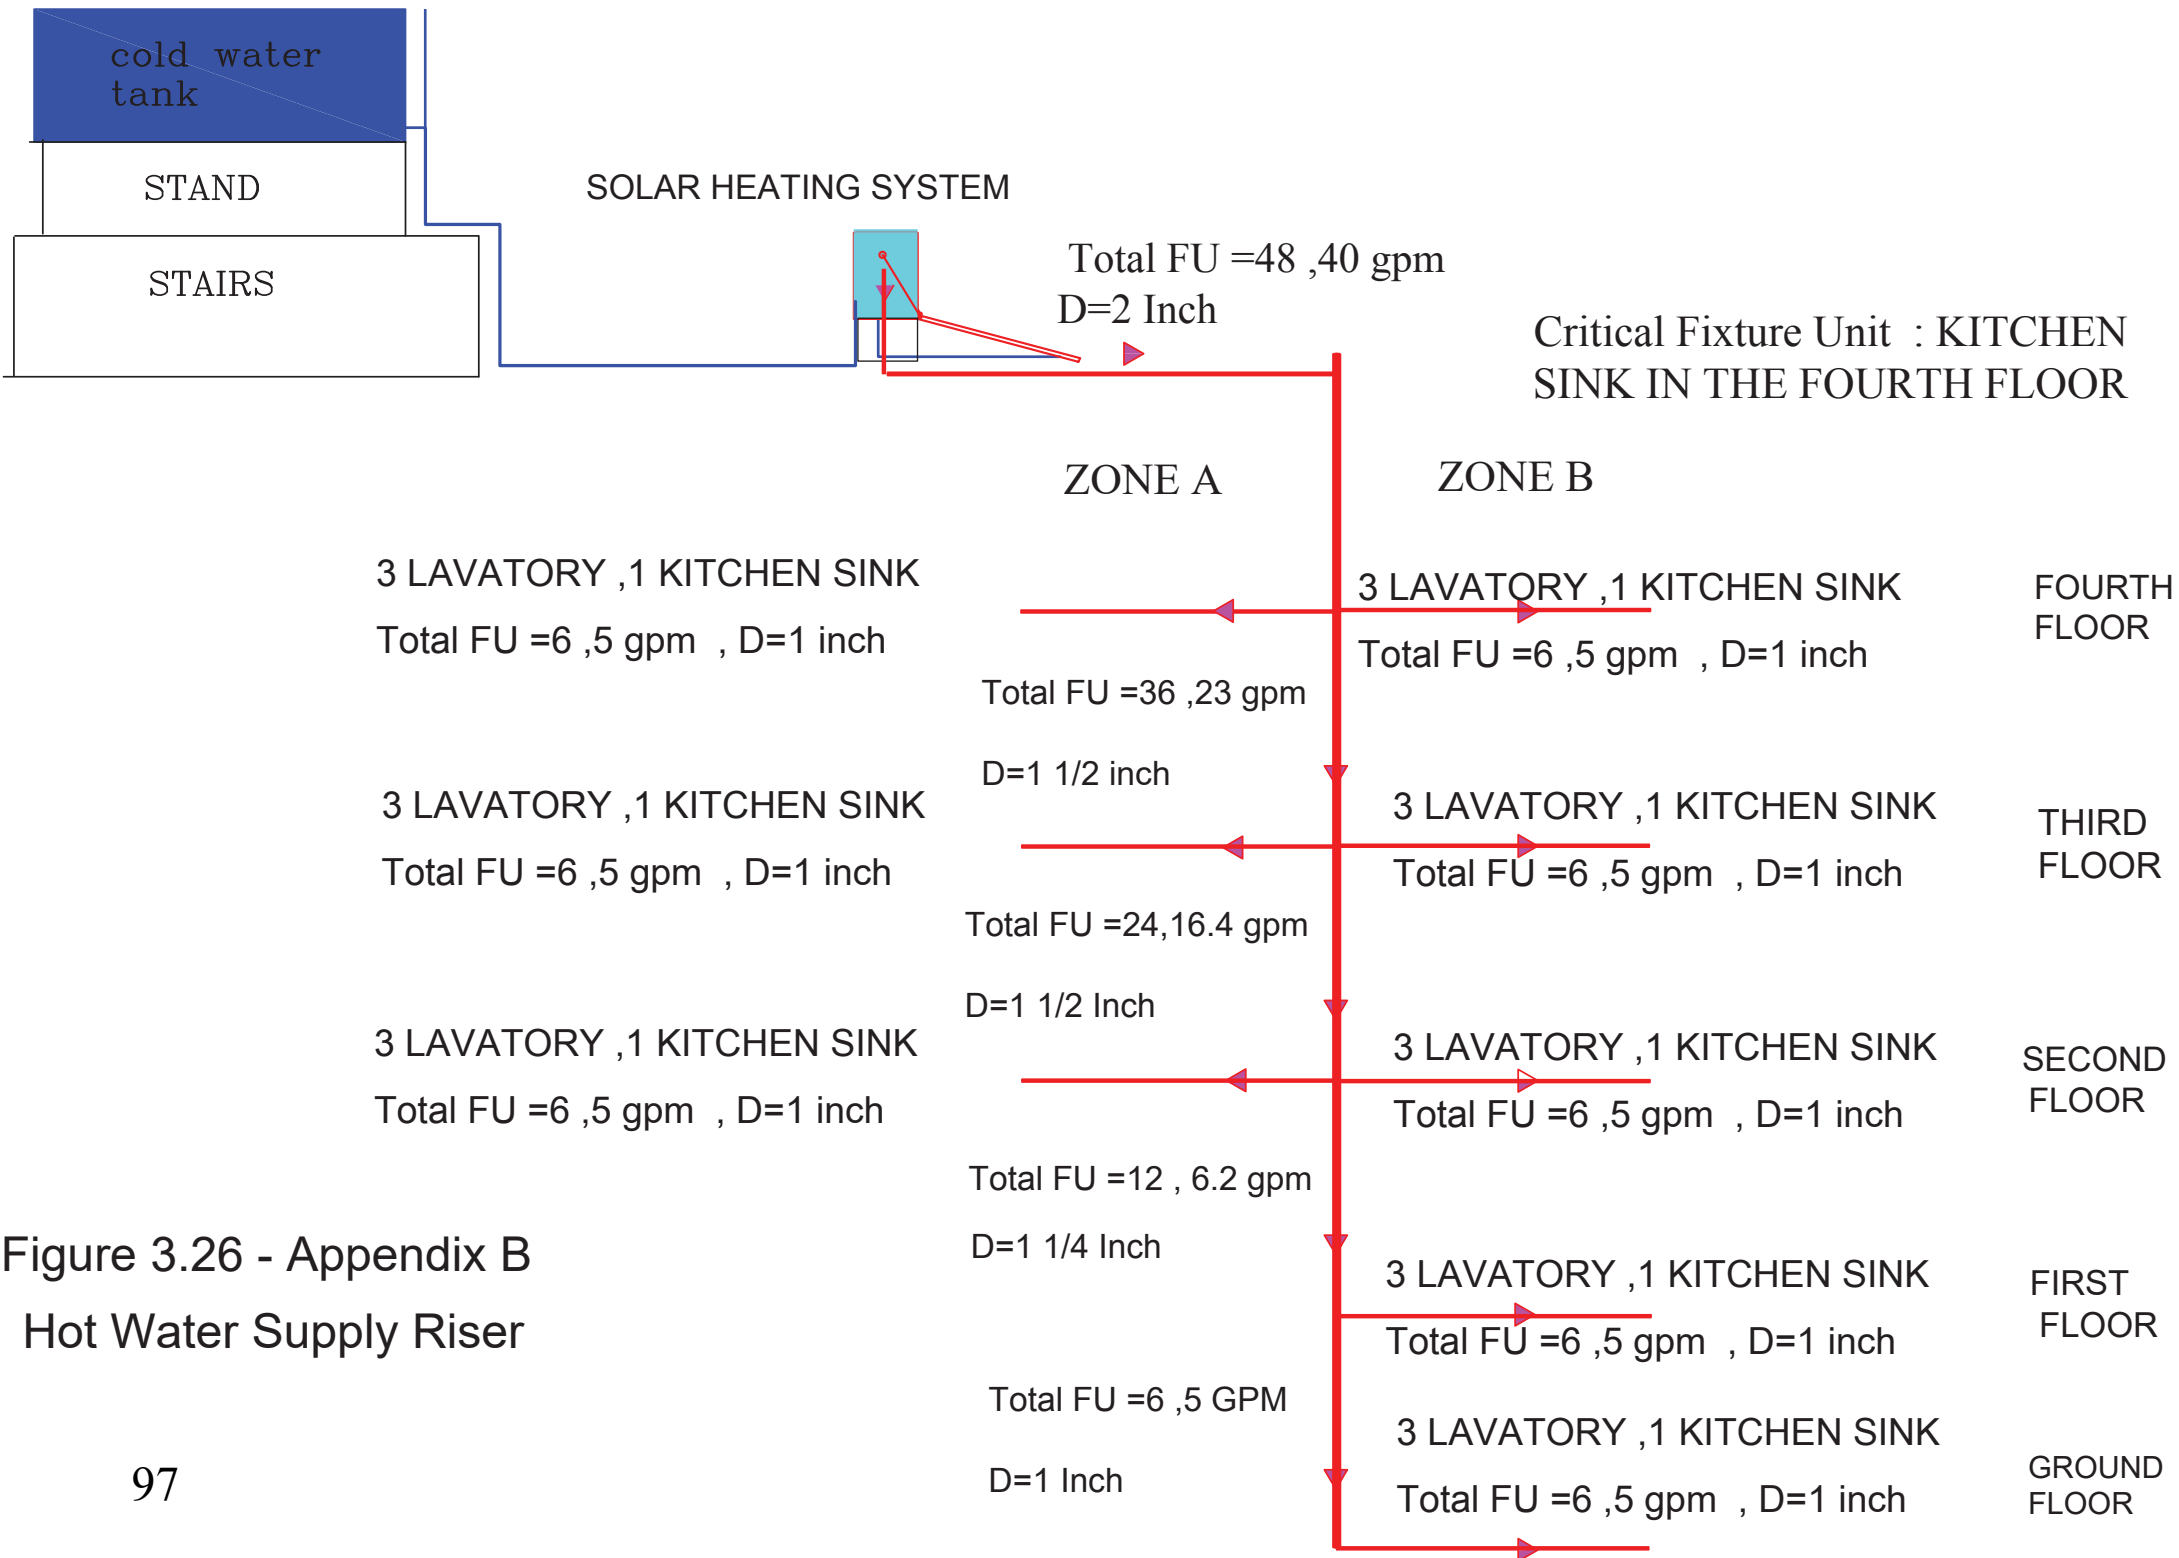 cold water
tank
STAND
STAIRS
SOLAR HEATING SYSTEM
Total FU =48 ,40 gpm
D=2 Inch
Critical Fixture Unit : KITCHEN
SINK IN THE FOURTH FLOOR
ZONE A
ZONE B
3 LAVATORY ,1 KITCHEN SINK
Total FU =6 ,5 gpm , D=1 inch
3 LAVATORY ,1 KITCHEN SINK
Total FU =6 ,5 gpm , D=1 inch
FOURTH
FLOOR
Total FU =36 ,23 gpm
D=1 1/2 inch
3 LAVATORY ,1 KITCHEN SINK
Total FU =6 ,5 gpm , D=1 inch
3 LAVATORY ,1 KITCHEN SINK
Total FU =6 ,5 gpm , D=1 inch
THIRD
FLOOR
Total FU =24,16.4 gpm
D=1 1/2 Inch
3 LAVATORY ,1 KITCHEN SINK
Total FU =6 ,5 gpm , D=1 inch
3 LAVATORY ,1 KITCHEN SINK
Total FU =6 ,5 gpm , D=1 inch
SECOND
FLOOR
Total FU =12 , 6.2 gpm
D=1 1/4 Inch
3 LAVATORY ,1 KITCHEN SINK
Total FU =6 ,5 gpm , D=1 inch
FIRST
FLOOR
Total FU =6 ,5 GPM
D=1 Inch
3 LAVATORY ,1 KITCHEN SINK
Total FU =6 ,5 gpm , D=1 inch
GROUND
FLOOR
Figure 3.26 - Appendix B
Hot Water Supply Riser
97